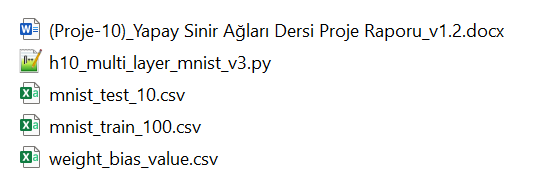 (Proje-10)_Yapay Sinir Ağları Dersi Proje Raporu_v1.2.docx
h10_multi_layer_mnist_v3.py
mnist_test_10.csv
mnist_train_100.csv
weight_bias_value.csv